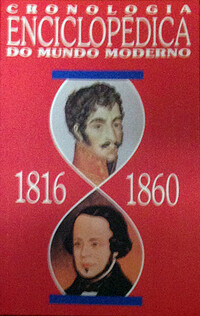 CRONOLOGIA
ENCICLOPÉDICA
DO MUNDO MODERNO
1816 1860